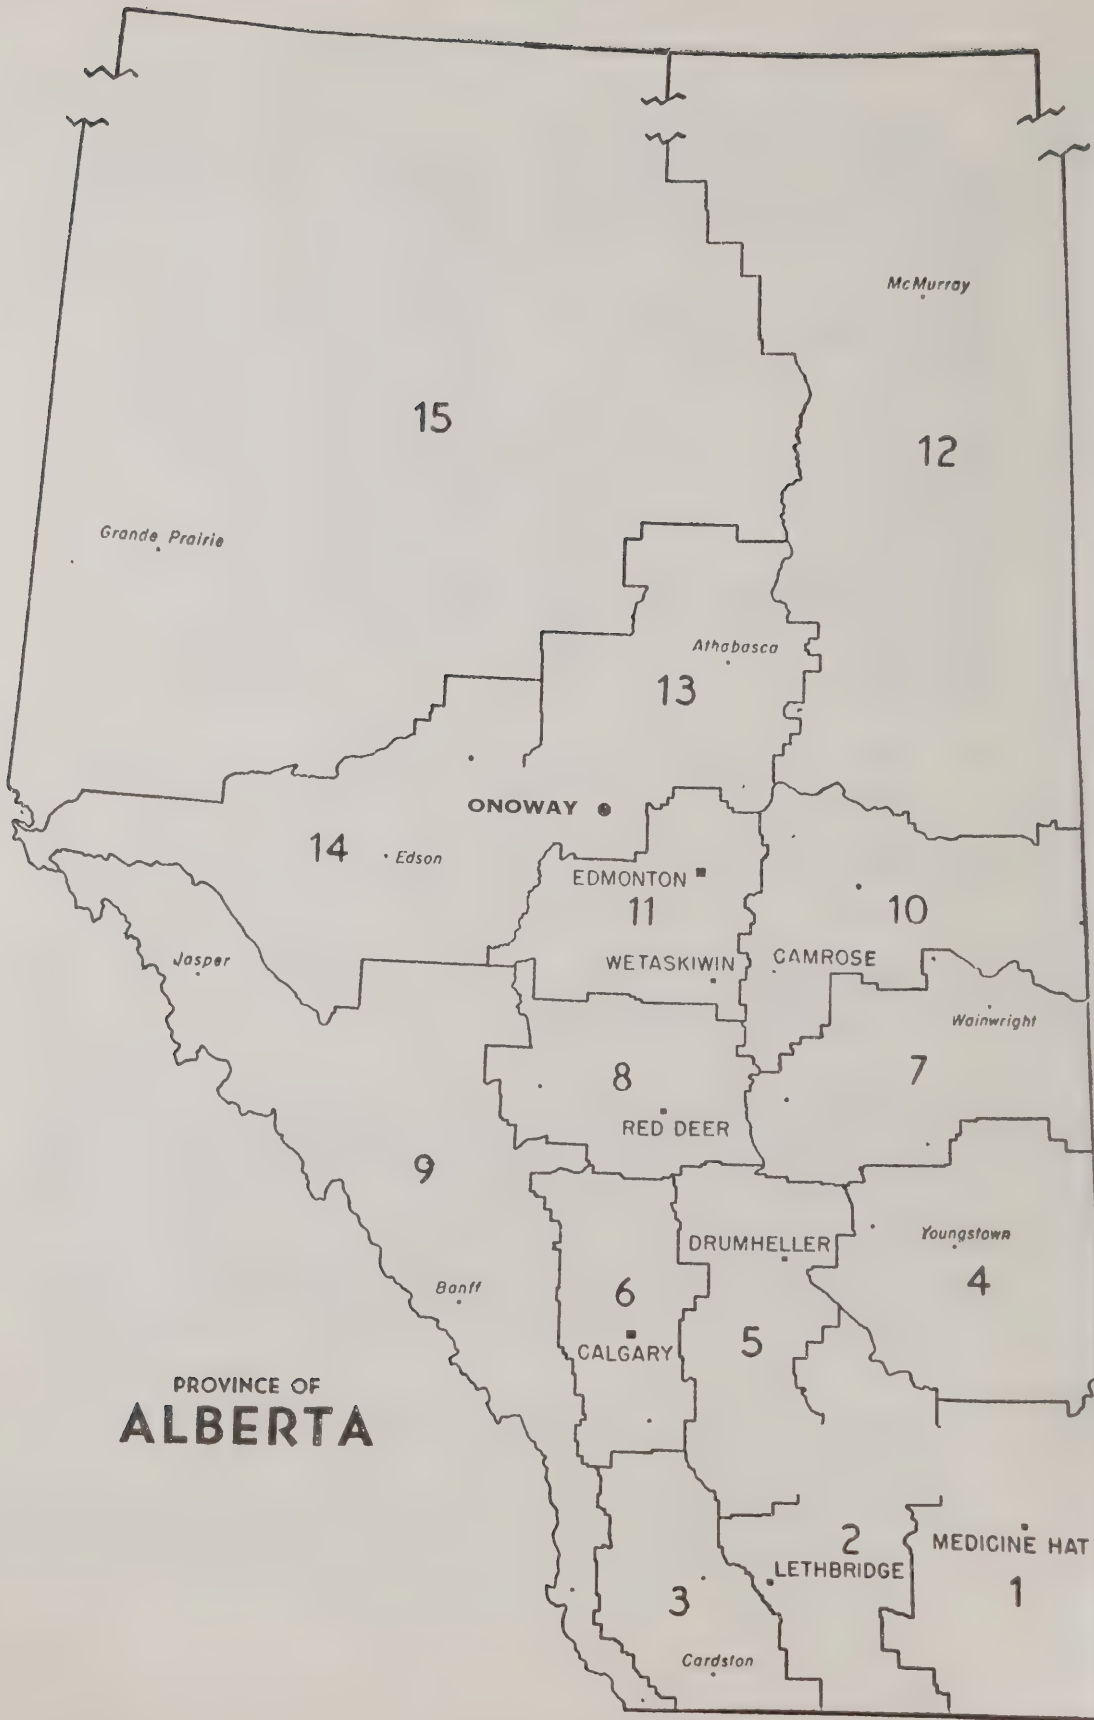 McMurray
15
12
Grande Prairie
Athabasca
13
ONOWAY
14
Edson
EDMONTON
11
10
Jasper
WETASKIWIN
CAMROSE
Wainwright
8
7
RED DEER
9
DRUMHELLER
Youngstown
4
Banff
6
5
CALGARY
PROVINCE OF
ALBERTA
2
MEDICINE HAT
LETHBRIDGE
3
1
Cardston